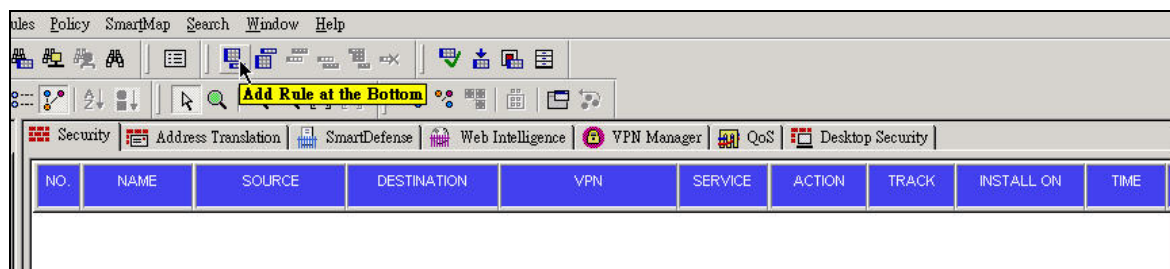 ules Policy SmartMap Search Window Help
Add Rule at the Bottom
Security Address Translation SmartDefense Web Intelligence VPN Manager QoS Desktop Security
NO. NAME SOURCE DESTINATION VPN SERVICE ACTION TRACK INSTALL ON TIME